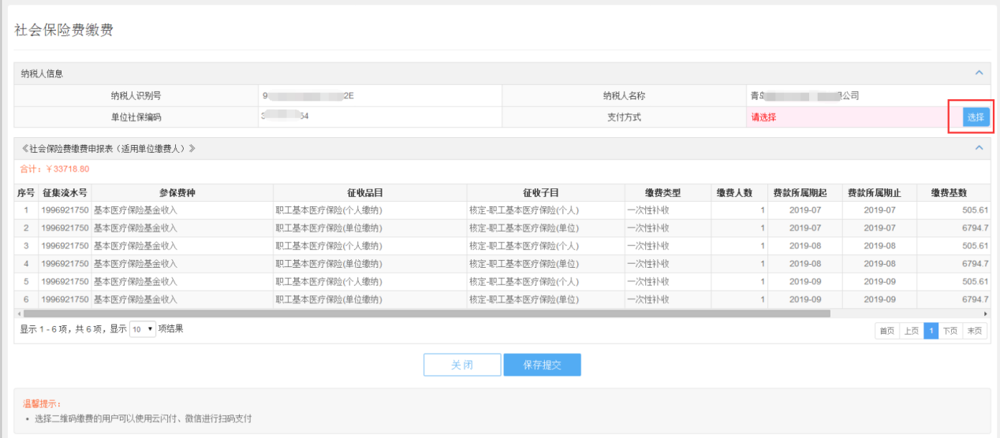 社会保险费缴费
纳税人信息
纳税人识别号 9 2E 纳税人名称 青 公司
单位社保编码 3 54 支付方式 请选择 选择
《社会保险费缴费申报表（适用单位缴费人）》
合计：￥33718.80
序号 征集流水号 参保费种 征收品目 征收子目 缴费类型 缴费人数 费款所属期起 费款所属期止 缴费基数
1 1996921750 基本医疗保险基金收入 职工基本医疗保险(个人缴纳) 核定-职工基本医疗保险(个人) 一次性补收 1 2019-07 2019-07 505.61
2 1996921750 基本医疗保险基金收入 职工基本医疗保险(单位缴纳) 核定-职工基本医疗保险(单位) 一次性补收 1 2019-07 2019-07 6794.7
3 1996921750 基本医疗保险基金收入 职工基本医疗保险(个人缴纳) 核定-职工基本医疗保险(个人) 一次性补收 1 2019-08 2019-08 505.61
4 1996921750 基本医疗保险基金收入 职工基本医疗保险(单位缴纳) 核定-职工基本医疗保险(单位) 一次性补收 1 2019-08 2019-08 6794.7
5 1996921750 基本医疗保险基金收入 职工基本医疗保险(个人缴纳) 核定-职工基本医疗保险(个人) 一次性补收 1 2019-09 2019-09 505.61
6 1996921750 基本医疗保险基金收入 职工基本医疗保险(单位缴纳) 核定-职工基本医疗保险(单位) 一次性补收 1 2019-09 2019-09 6794.7
显示 1 - 6 项，共 6 项，显示 10 项结果 首页 上页 1 下页 末页
关闭 保存提交
温馨提示：
• 选择二维码缴费的用户可以使用云闪付、微信进行扫码支付